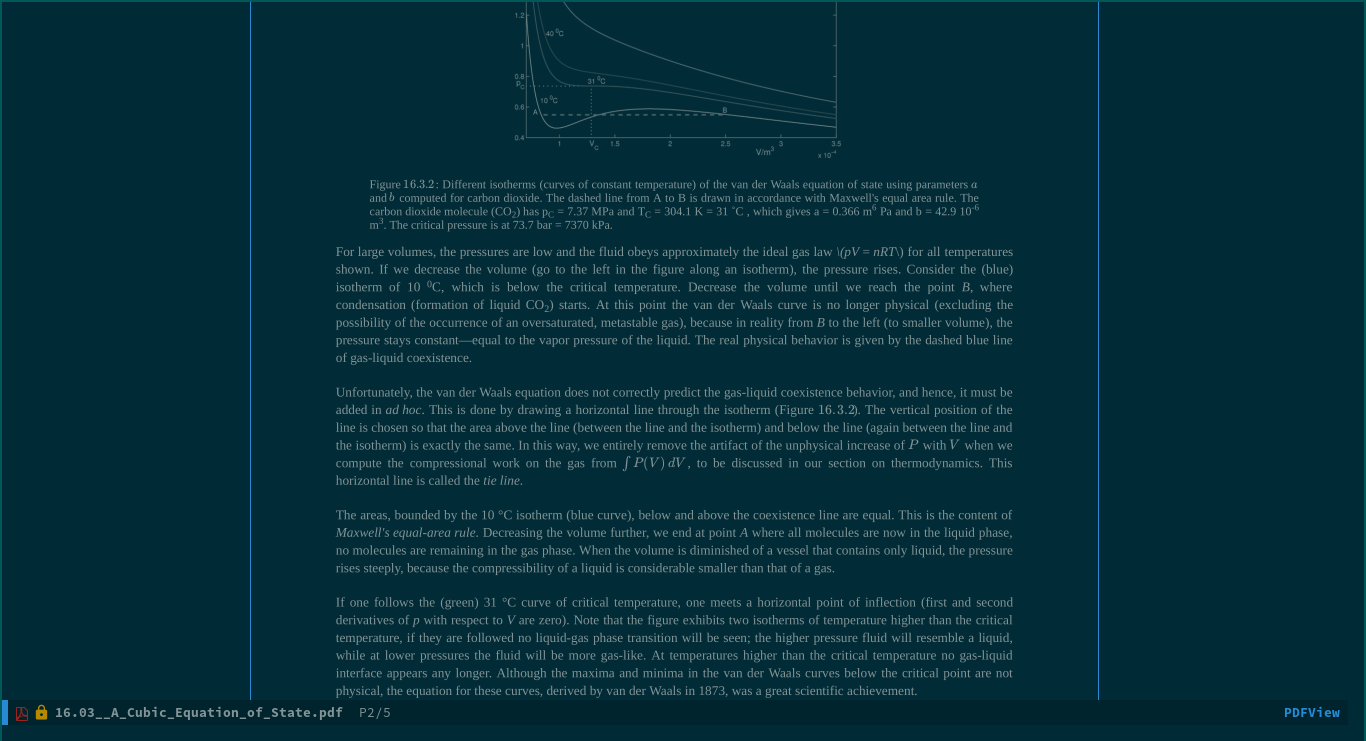 1.2
40 ⁰C
1
31 ⁰C
0.8
P_C
10 ⁰C
0.6
A
B
0.4
1
V_C
1.5
2
2.5
3
3.5
V/m³
x 10⁻⁴
Figure 16.3.2: Different isotherms (curves of constant temperature) of the van der Waals equation of state using parameters a
and b computed for carbon dioxide. The dashed line from A to B is drawn in accordance with Maxwell's equal area rule. The
carbon dioxide molecule (CO₂) has p_C = 7.37 MPa and T_C = 304.1 K = 31 ˚C , which gives a = 0.366 m⁶ Pa and b = 42.9 10⁻⁶
m³. The critical pressure is at 73.7 bar = 7370 kPa.
For large volumes, the pressures are low and the fluid obeys approximately the ideal gas law \(pV = nRT\) for all temperatures
shown. If we decrease the volume (go to the left in the figure along an isotherm), the pressure rises. Consider the (blue)
isotherm of 10 ⁰C, which is below the critical temperature. Decrease the volume until we reach the point B, where
condensation (formation of liquid CO₂) starts. At this point the van der Waals curve is no longer physical (excluding the
possibility of the occurrence of an oversaturated, metastable gas), because in reality from B to the left (to smaller volume), the
pressure stays constant—equal to the vapor pressure of the liquid. The real physical behavior is given by the dashed blue line
of gas-liquid coexistence.
Unfortunately, the van der Waals equation does not correctly predict the gas-liquid coexistence behavior, and hence, it must be
added in ad hoc. This is done by drawing a horizontal line through the isotherm (Figure 16.3.2). The vertical position of the
line is chosen so that the area above the line (between the line and the isotherm) and below the line (again between the line and
the isotherm) is exactly the same. In this way, we entirely remove the artifact of the unphysical increase of P with V when we
compute the compressional work on the gas from ∫ P(V) dV, to be discussed in our section on thermodynamics. This
horizontal line is called the tie line.
The areas, bounded by the 10 °C isotherm (blue curve), below and above the coexistence line are equal. This is the content of
Maxwell's equal-area rule. Decreasing the volume further, we end at point A where all molecules are now in the liquid phase,
no molecules are remaining in the gas phase. When the volume is diminished of a vessel that contains only liquid, the pressure
rises steeply, because the compressibility of a liquid is considerable smaller than that of a gas.
If one follows the (green) 31 °C curve of critical temperature, one meets a horizontal point of inflection (first and second
derivatives of p with respect to V are zero). Note that the figure exhibits two isotherms of temperature higher than the critical
temperature, if they are followed no liquid-gas phase transition will be seen; the higher pressure fluid will resemble a liquid,
while at lower pressures the fluid will be more gas-like. At temperatures higher than the critical temperature no gas-liquid
interface appears any longer. Although the maxima and minima in the van der Waals curves below the critical point are not
physical, the equation for these curves, derived by van der Waals in 1873, was a great scientific achievement.
16.03__A_Cubic_Equation_of_State.pdf P2/5
PDFView